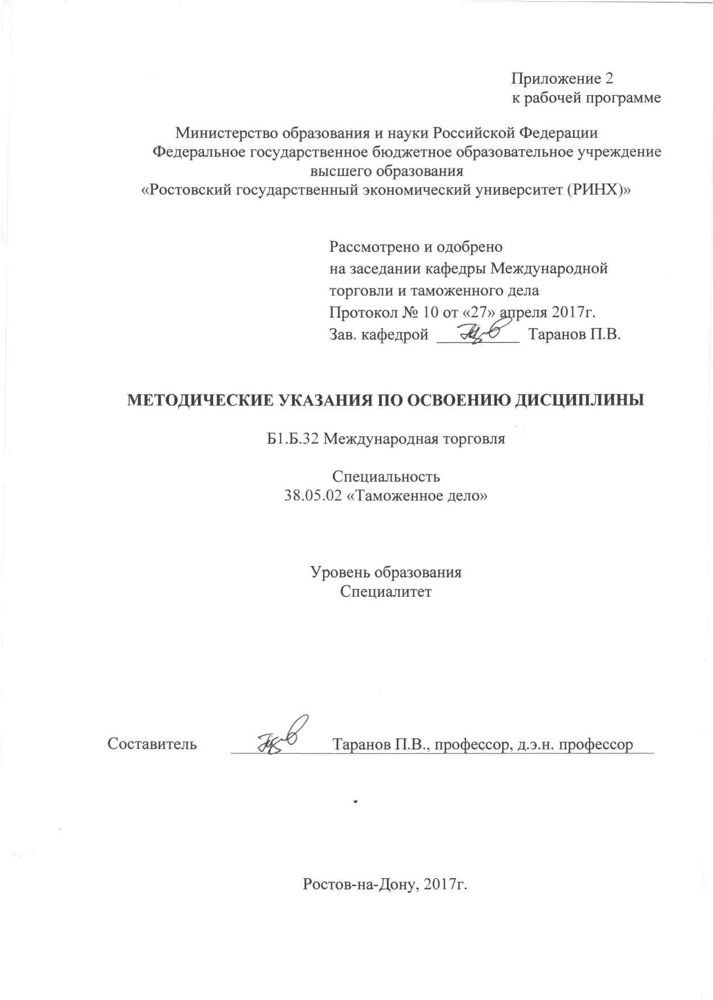 Приложение 2
к рабочей программе
Министерство образования и науки Российской Федерации
Федеральное государственное бюджетное образовательное учреждение
высшего образования
«Ростовский государственный экономический университет (РИНХ)»
Рассмотрено и одобрено
на заседании кафедры Международной
торговли и таможенного дела
Протокол № 10 от «27» апреля 2017г.
Зав. кафедрой Таранов П.В.
МЕТОДИЧЕСКИЕ УКАЗАНИЯ ПО ОСВОЕНИЮ ДИСЦИПЛИНЫ
Б1.Б.32 Международная торговля
Специальность
38.05.02 «Таможенное дело»
Уровень образования
Специалитет
Составитель Таранов П.В., профессор, д.э.н. профессор
Ростов-на-Дону, 2017г.